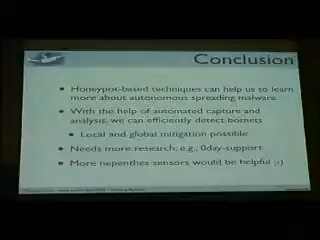 Conclusion
• Honeypot-based techniques can help us to learn
more about autonomous spreading malware
• With the help of automated capture and
analysis, we can efficiently detect botnets
• Local and global mitigation possible
• Needs more research, e.g., 0day-support
• More nepenthes sensors would be helpful ;-)